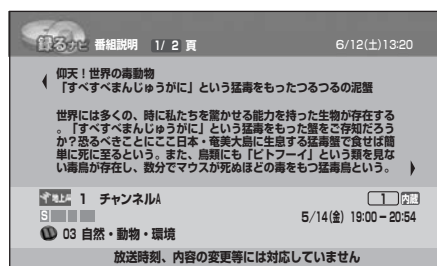 録るナビ 番組説明 1/ 2 頁 6/12(土)13:20
仰天！世界の毒動物
「すべすべまんじゅうがに」という猛毒をもったつるつるの泥蟹
世界には多くの、時に私たちを驚かせる能力を持った生物が存在する
。「すべすべまんじゅうがに」という猛毒をもった蟹をご存知だろう
か？恐るべきことにここ日本・奄美大島に生息する猛毒蟹で食せば簡
単に死に至るという。また、鳥類にも「ピトフーイ」という類を見な
い毒鳥が存在し、数分でマウスが死ぬほどの毒をもつ猛毒鳥という。
地上A 1 チャンネルA 1 内蔵
S 5/14(金) 19:00－20:54
03 自然・動物・環境
放送時刻、内容の変更等には対応していません